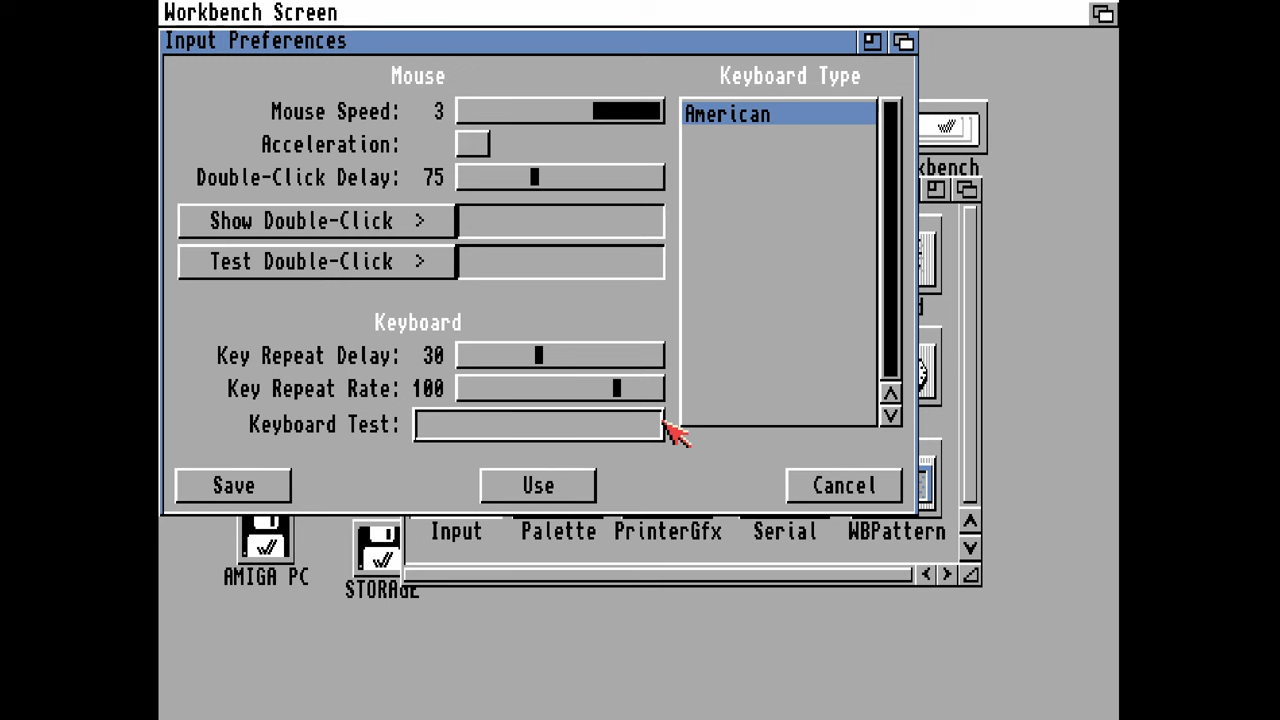 Workbench Screen
Input Preferences
Mouse
Mouse Speed: 3
Acceleration:
Double-Click Delay: 75
Show Double-Click >
Test Double-Click >
Keyboard
Key Repeat Delay: 30
Key Repeat Rate: 100
Keyboard Test:
Keyboard Type
American
Save
Use
Cancel
kbench
d
Input
Palette
PrinterGfx
Serial
WBPattern
AMIGA PC
STORAGE